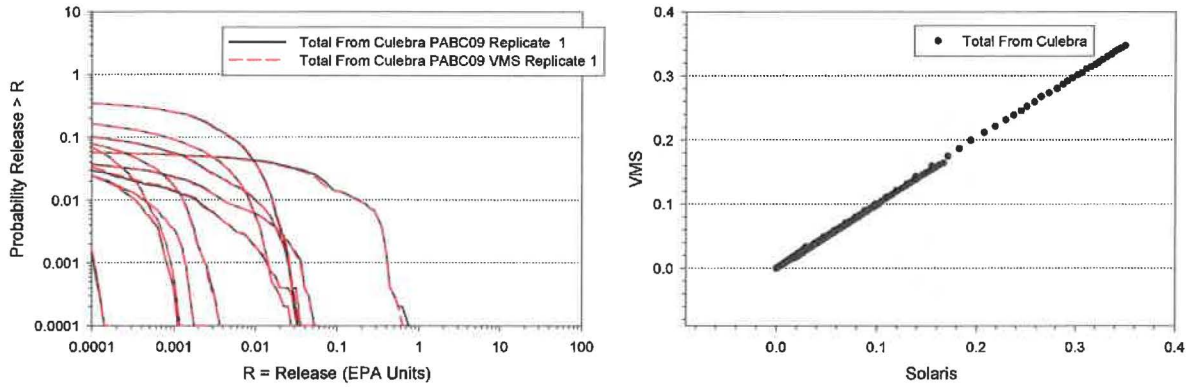 10
1
0.1
0.01
0.001
0.0001
Probability Release > R
Total From Culebra PABC09 Replicate 1
Total From Culebra PABC09 VMS Replicate 1
0.0001 0.001 0.01 0.1 1 10 100
R = Release (EPA Units)
0.4
0.3
0.2
0.1
0.0
VMS
Total From Culebra
0.0 0.1 0.2 0.3 0.4
Solaris